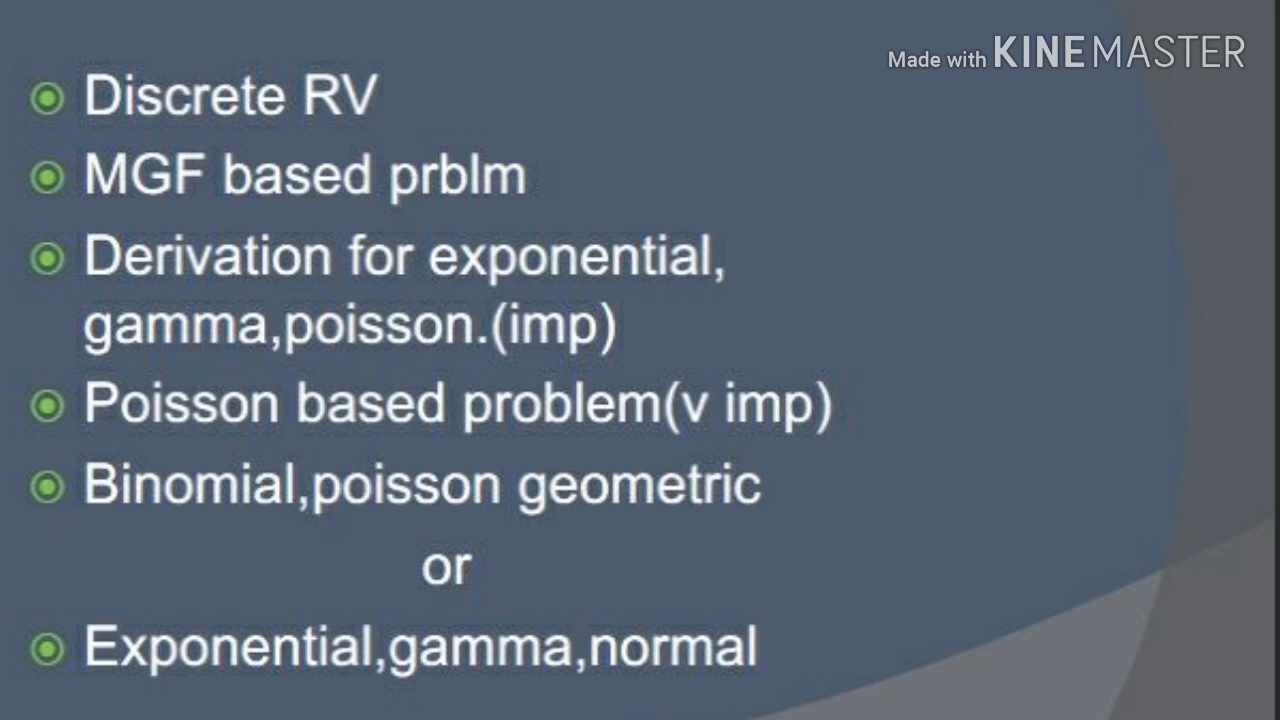 Made with KINEMASTER
Discrete RV
MGF based prblm
Derivation for exponential,
gamma,poisson.(imp)
Poisson based problem(v imp)
Binomial,poisson geometric
or
Exponential,gamma,normal